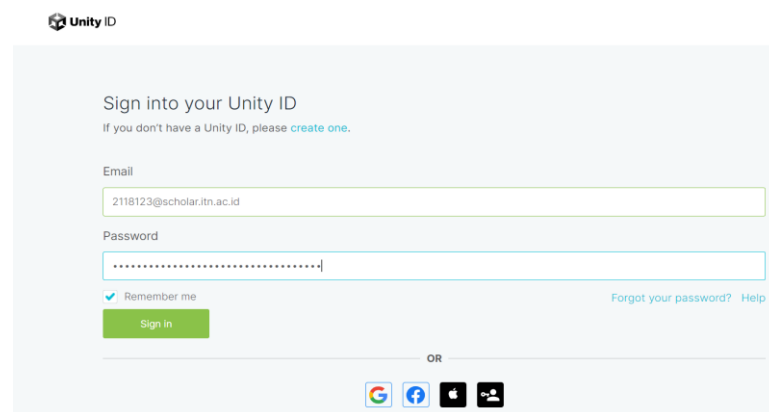 Unity ID
Sign into your Unity ID
If you don't have a Unity ID, please create one.
Email
2118123@scholar.itn.ac.id
Password
•••••••••••••••••••••••••••••••••••
Remember me
Forgot your password? Help
Sign in
OR